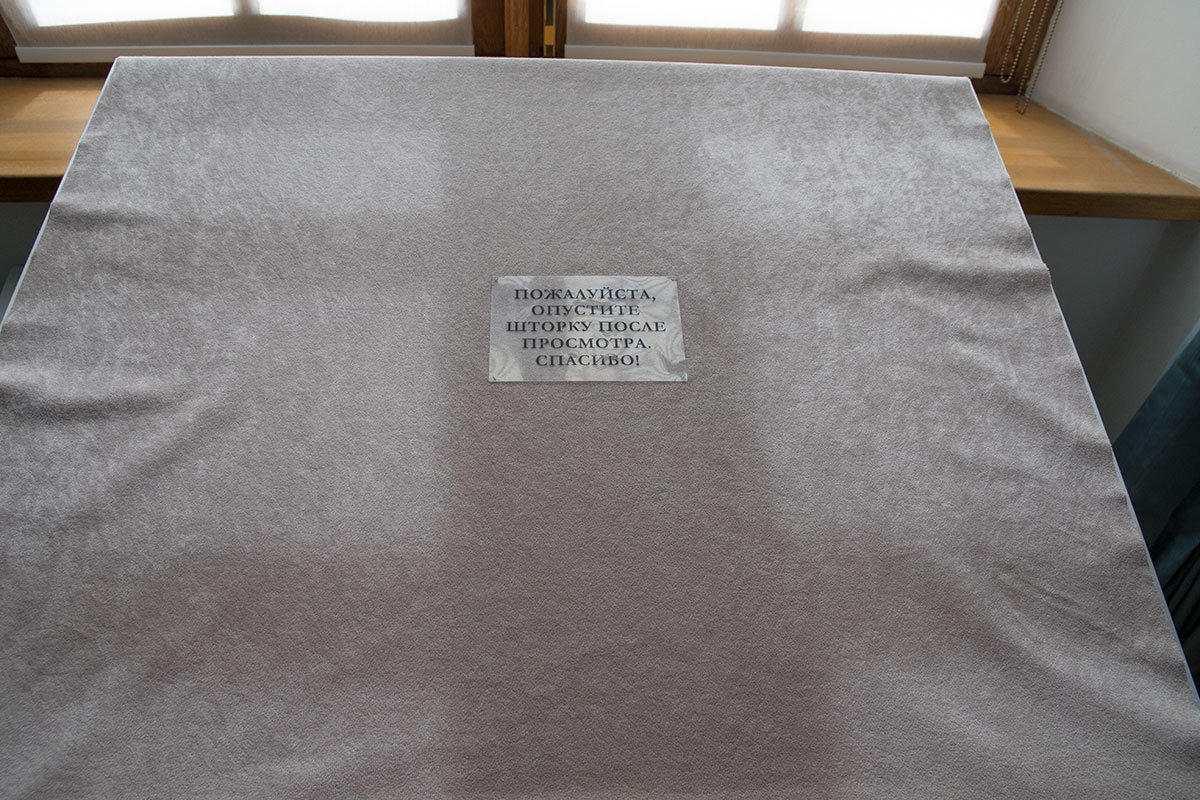 ПОЖАЛУЙСТА,
ОПУСТИТЕ
ШТОРКУ ПОСЛЕ
ПРОСМОТРА.
СПАСИБО!